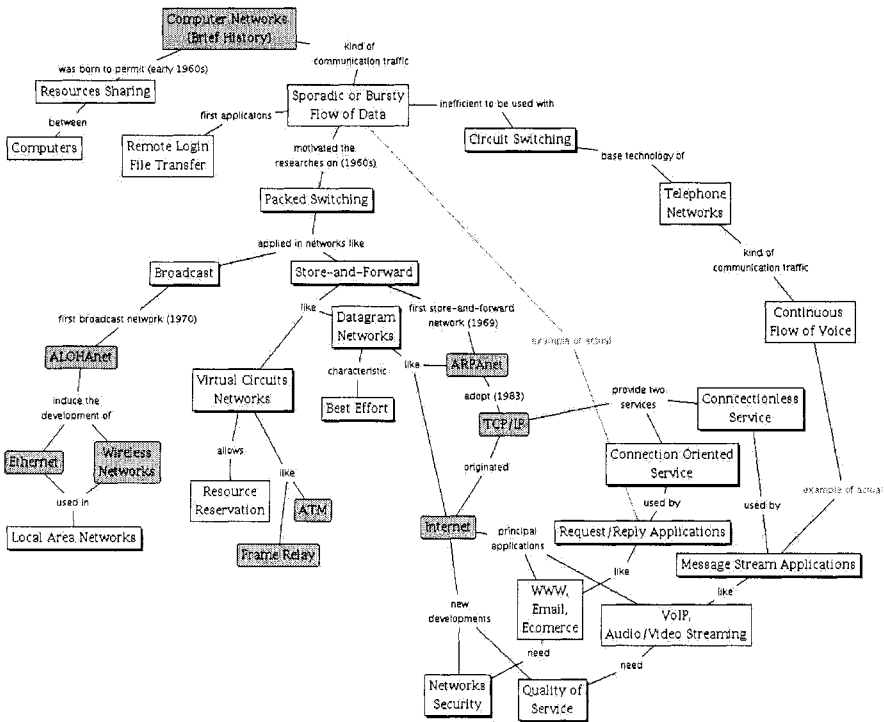 Computer Networks
(Brief History)
kind of
communication traffic
was born to permit (early 1960s)
Resources Sharing
between
Computers
first applicatons
Remote Login
File Transfer
Sporadic or Bursty
Flow of Data
inefficient to be used with
Circuit Switching
motivated the
researches on (1960s)
base technology of
Telephone
Networks
Packed Switching
applied in networks like
kind of
communication traffic
Broadcast
Store-and-Forward
like
first store-and-forward
network (1969)
Continuous
Flow of Voice
first broadcast network (1970)
Datagram
Networks
example of actual
ALOHAnet
characteristic
like
ARPAnet
Virtual Circuits
Networks
adopt (1983)
provide two
services
Conncectionless
Service
induce the
development of
Best Effort
TCP/IP
Ethernet
Wireless
Networks
allows
like
originated
Connection Oriented
Service
example of actual
used in
Resource
Reservation
ATM
used by
used by
Local Area Networks
Internet
principal
applications
Request/Reply Applications
Frame Relay
Message Stream Applications
like
like
new
developments
WWW,
Email,
Ecomerce
VoIP,
Audio/Video Streaming
need
need
Networks
Security
Quality of
Service